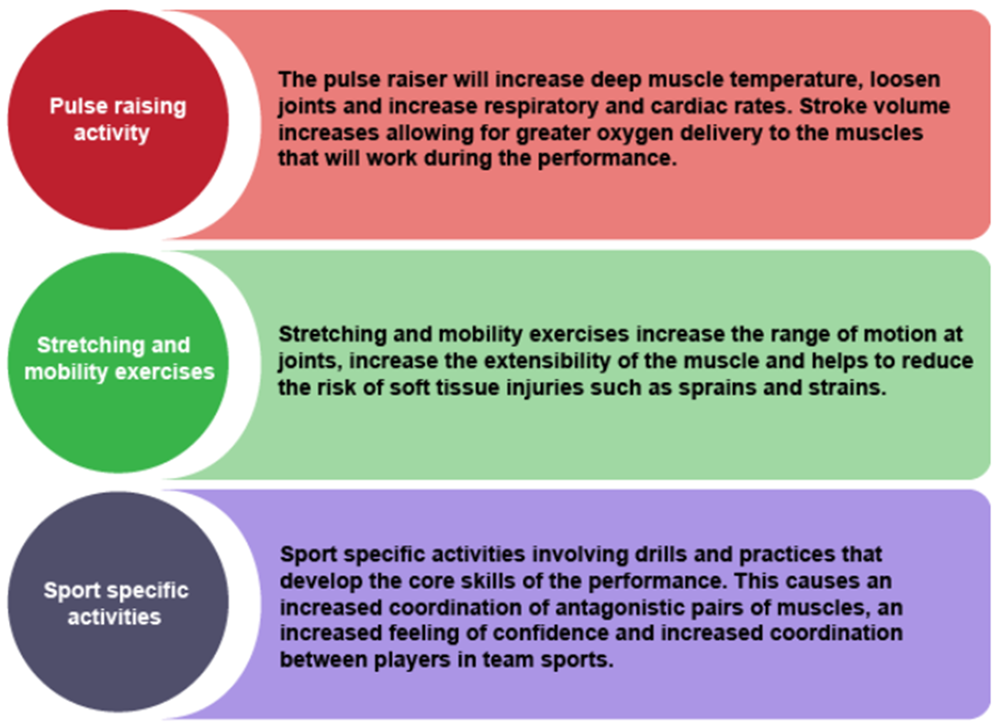 Pulse raising
activity
The pulse raiser will increase deep muscle temperature, loosen
joints and increase respiratory and cardiac rates. Stroke volume
increases allowing for greater oxygen delivery to the muscles
that will work during the performance.
Stretching and
mobility exercises
Stretching and mobility exercises increase the range of motion at
joints, increase the extensibility of the muscle and helps to reduce
the risk of soft tissue injuries such as sprains and strains.
Sport specific
activities
Sport specific activities involving drills and practices that
develop the core skills of the performance. This causes an
increased coordination of antagonistic pairs of muscles, an
increased feeling of confidence and increased coordination
between players in team sports.